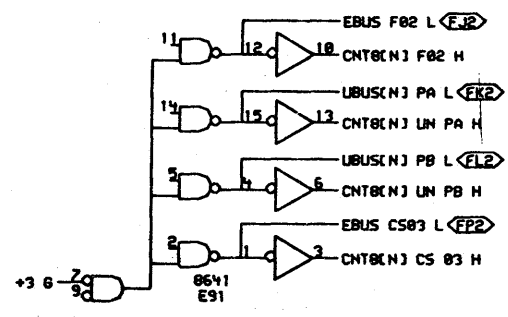 EBUS F02 L FJ2
11
12 10 CNT8[N] F02 H
UBUS[N] PA L FK2
14
15 13 CNT8[N] UN PA H
UBUS[N] PB L FL2
5
4 6 CNT8[N] UN PB H
EBUS CS03 L FP2
2
1 3 CNT8[N] CS 03 H
8641
E91
+3 G 7
9